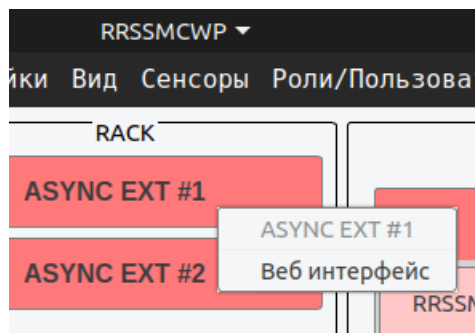 RRSSMCWP
йки Вид Сенсоры Роли/Пользова
RACK
ASYNC EXT #1
ASYNC EXT #1
ASYNC EXT #2
Веб интерфейс
RRSSM